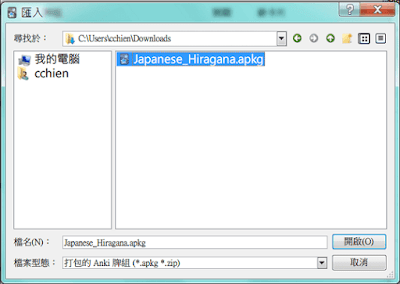 匯入
尋找於： C:\Users\cchien\Downloads
我的電腦
cchien
Japanese_Hiragana.apkg
檔名(N)： Japanese_Hiragana.apkg 開啟(O)
檔案型態： 打包的 Anki 牌組 (*.apkg *.zip) 取消